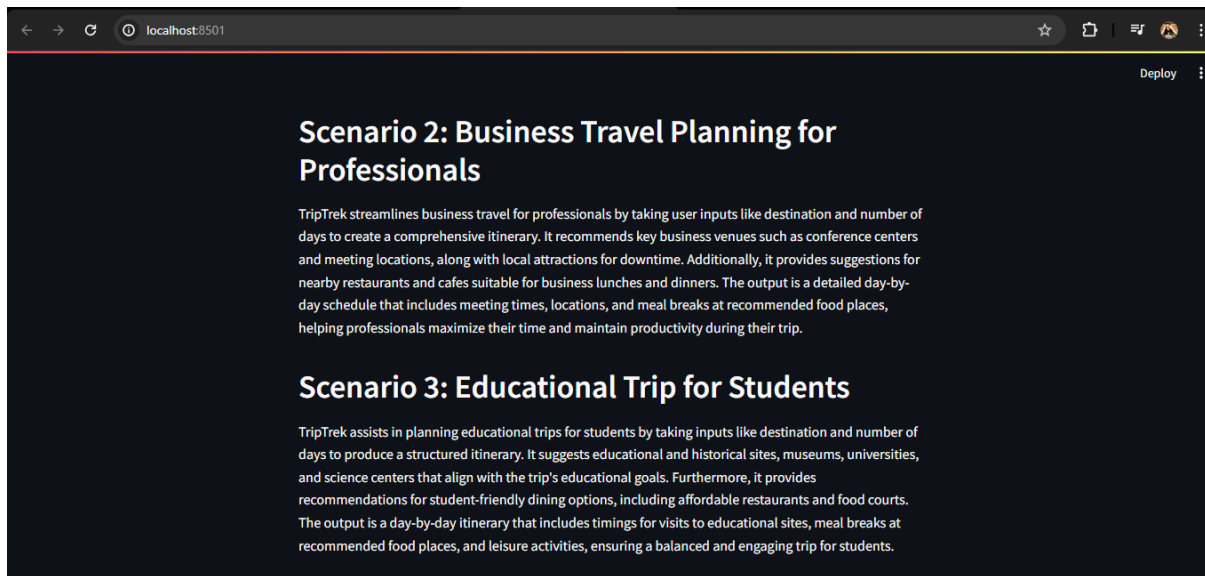 localhost:8501
Deploy
Scenario 2: Business Travel Planning for
Professionals
TripTrek streamlines business travel for professionals by taking user inputs like destination and number of
days to create a comprehensive itinerary. It recommends key business venues such as conference centers
and meeting locations, along with local attractions for downtime. Additionally, it provides suggestions for
nearby restaurants and cafes suitable for business lunches and dinners. The output is a detailed day-by-
day schedule that includes meeting times, locations, and meal breaks at recommended food places,
helping professionals maximize their time and maintain productivity during their trip.
Scenario 3: Educational Trip for Students
TripTrek assists in planning educational trips for students by taking inputs like destination and number of
days to produce a structured itinerary. It suggests educational and historical sites, museums, universities,
and science centers that align with the trip's educational goals. Furthermore, it provides
recommendations for student-friendly dining options, including affordable restaurants and food courts.
The output is a day-by-day itinerary that includes timings for visits to educational sites, meal breaks at
recommended food places, and leisure activities, ensuring a balanced and engaging trip for students.